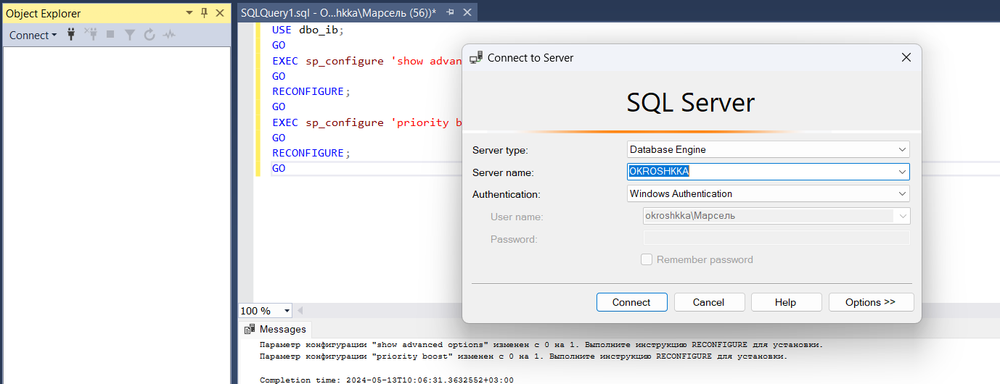 Object Explorer
Connect
SQLQuery1.sql - O...hkka\Марсель (56))*
USE dbo_ib;
GO
EXEC sp_configure 'show advan
GO
RECONFIGURE;
GO
EXEC sp_configure 'priority b
GO
RECONFIGURE;
GO
Connect to Server
SQL Server
Server type:
Database Engine
Server name:
OKROSHKKA
Authentication:
Windows Authentication
User name:
okroshkka\Марсель
Password:
Remember password
Connect
Cancel
Help
Options >>
100 %
Messages
Параметр конфигурации "show advanced options" изменен с 0 на 1. Выполните инструкцию RECONFIGURE для установки.
Параметр конфигурации "priority boost" изменен с 0 на 1. Выполните инструкцию RECONFIGURE для установки.
Completion time: 2024-05-13T10:06:31.3632552+03:00